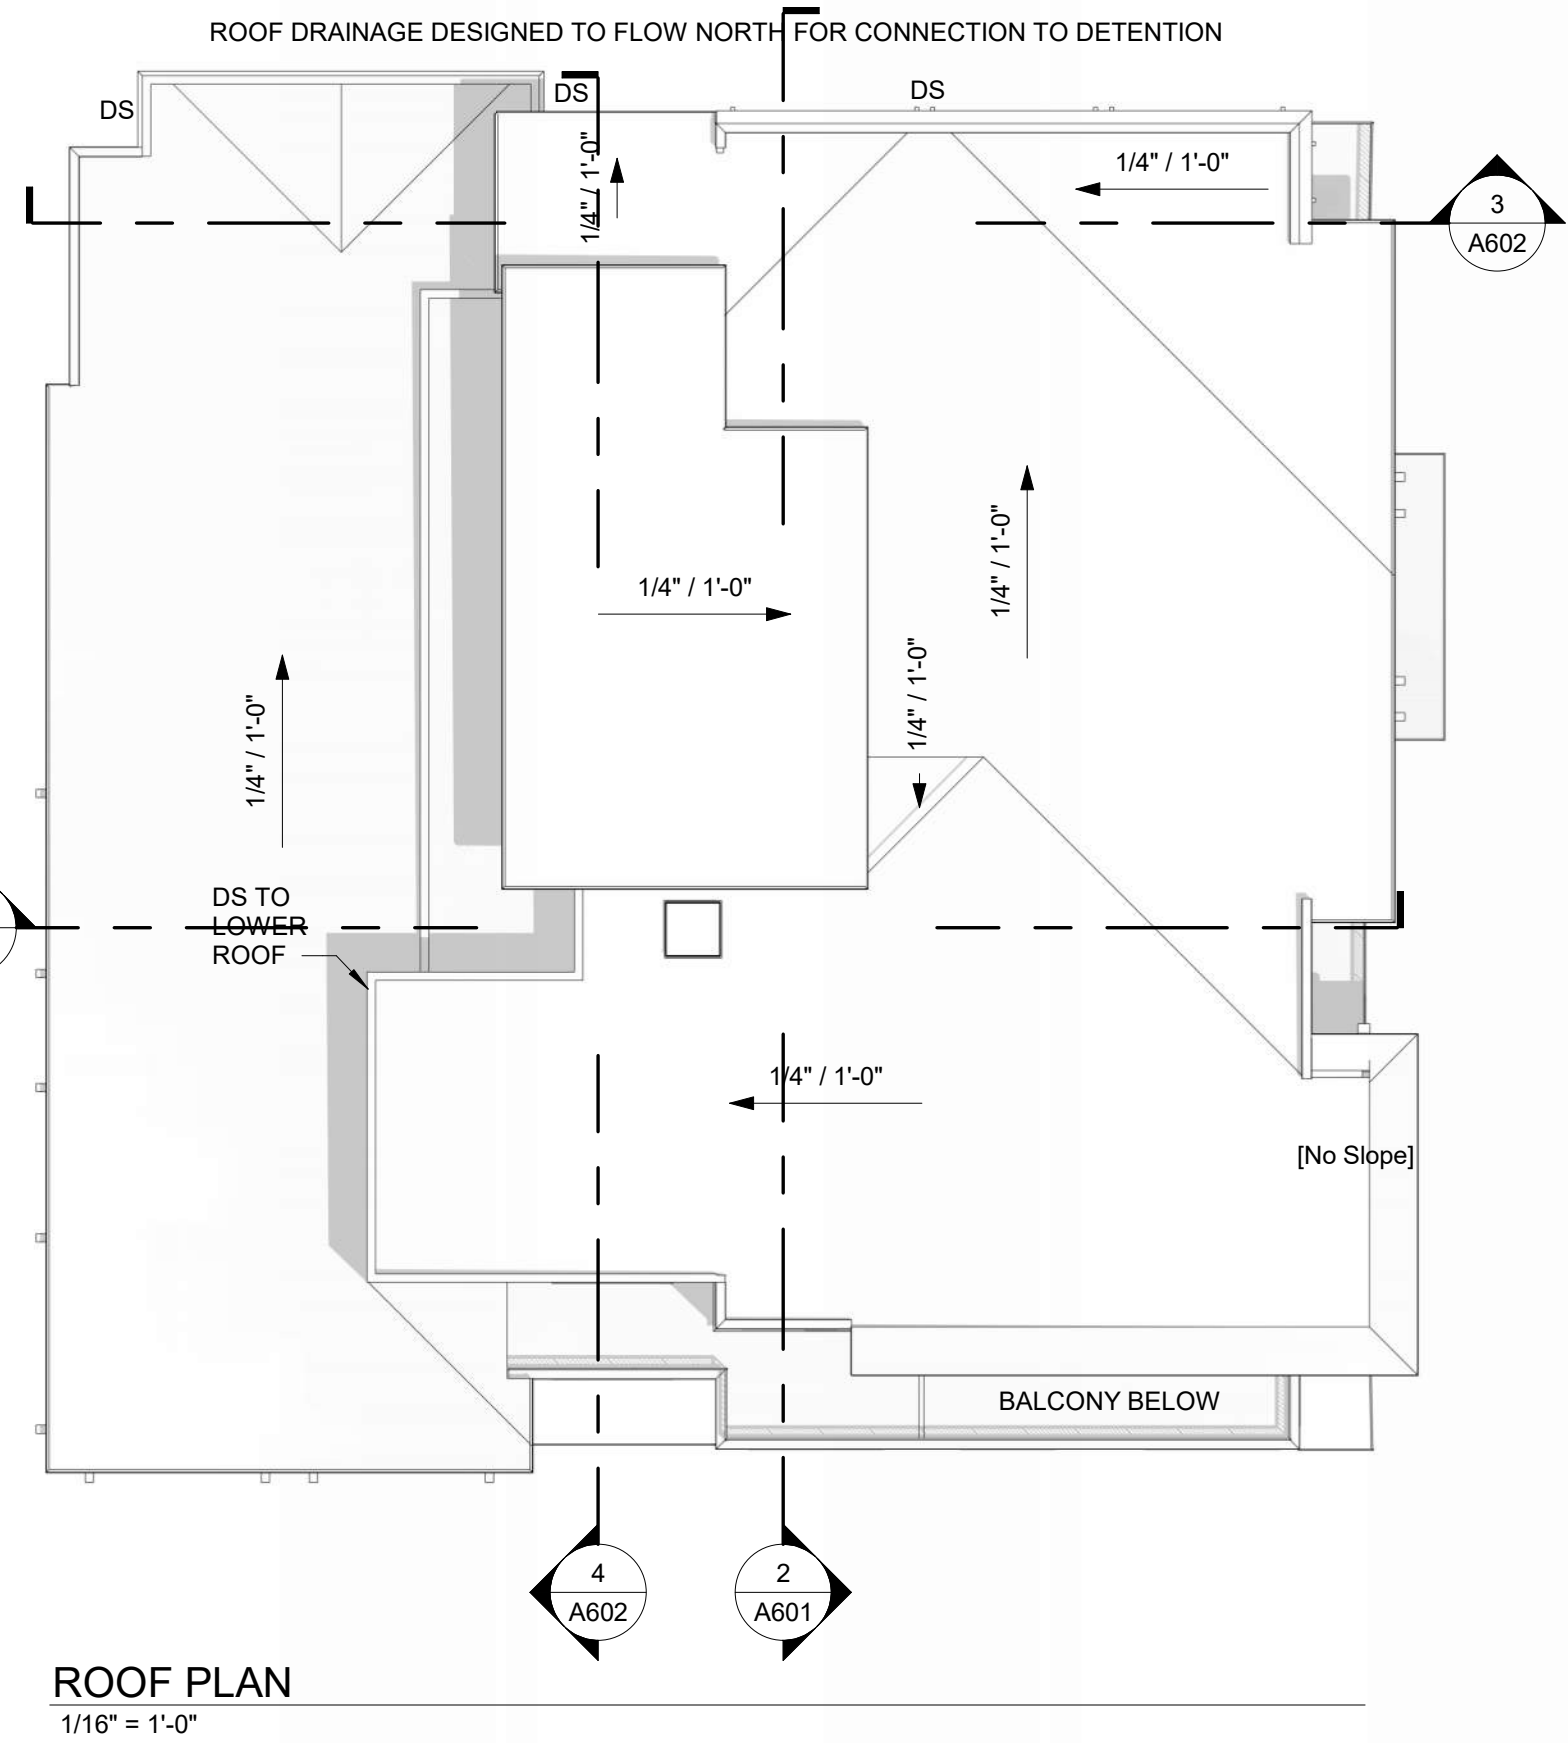 ROOF DRAINAGE DESIGNED TO FLOW NORTH FOR CONNECTION TO DETENTION
DS
DS
DS
1/4" / 1'-0"
1/4" / 1'-0"
3
A602
1/4" / 1'-0"
1/4" / 1'-0"
1/4" / 1'-0"
1/4" / 1'-0"
DS TO
LOWER
ROOF
1/4" / 1'-0"
[No Slope]
BALCONY BELOW
4
A602
2
A601
ROOF PLAN
1/16" = 1'-0"